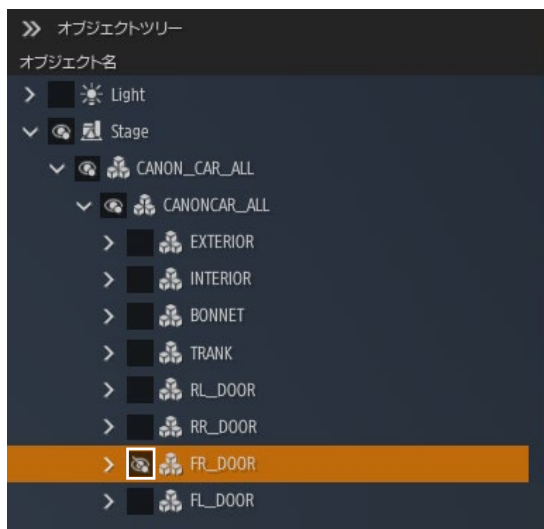 オブジェクトツリー
オブジェクト名
Light
Stage
CANON_CAR_ALL
CANONCAR_ALL
EXTERIOR
INTERIOR
BONNET
TRANK
RL_DOOR
RR_DOOR
FR_DOOR
FL_DOOR